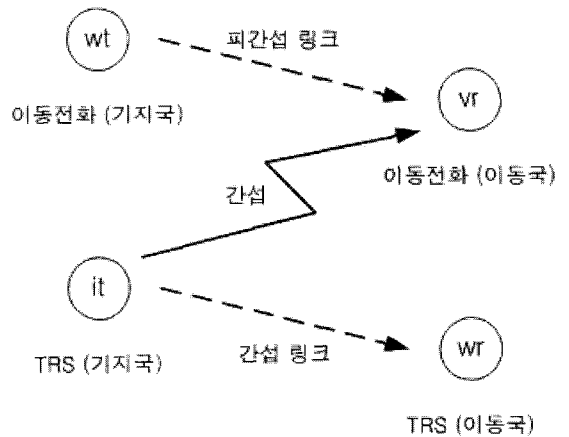 wt
피간섭 링크
vr
이동전화 (기지국)
이동전화 (이동국)
간섭
it
간섭 링크
wr
TRS (기지국)
TRS (이동국)